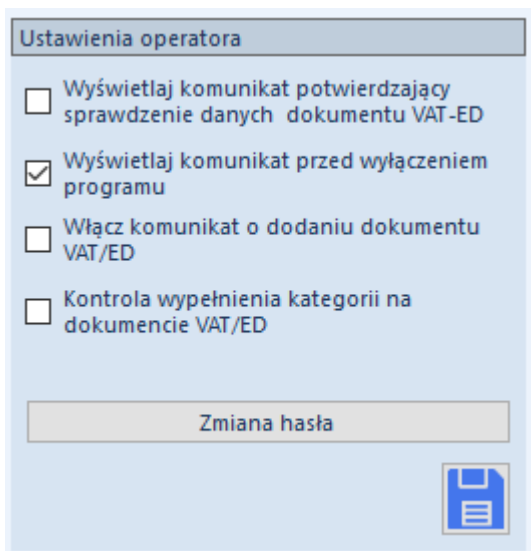 Ustawienia operatora
Wyświetlaj komunikat potwierdzający
sprawdzenie danych  dokumentu VAT-ED
Wyświetlaj komunikat przed wyłączeniem
programu
Włącz komunikat o dodaniu dokumentu
VAT/ED
Kontrola wypełnienia kategorii na
dokumencie VAT/ED
Zmiana hasła